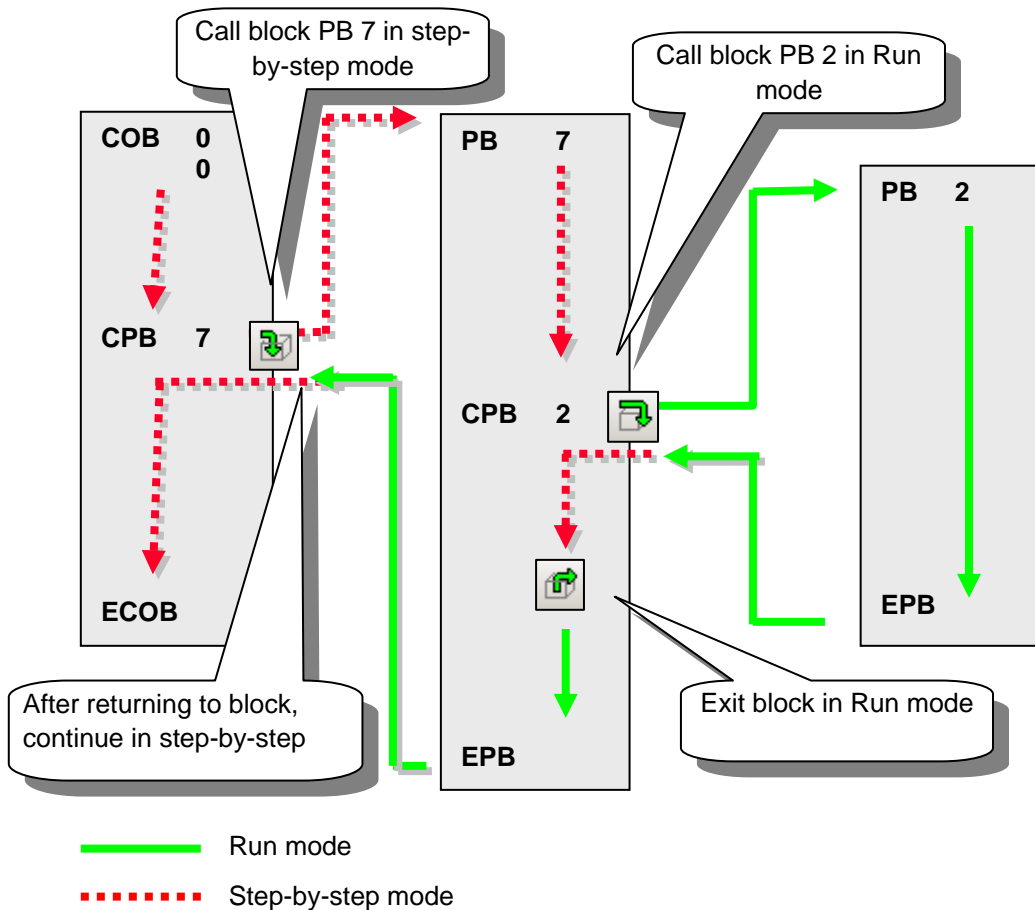 Call block PB 7 in step-
by-step mode
Call block PB 2 in Run
mode
COB 0
0
CPB 7
ECOB
PB 7
CPB 2
EPB
PB 2
EPB
After returning to block,
continue in step-by-step
Exit block in Run mode
Run mode
Step-by-step mode